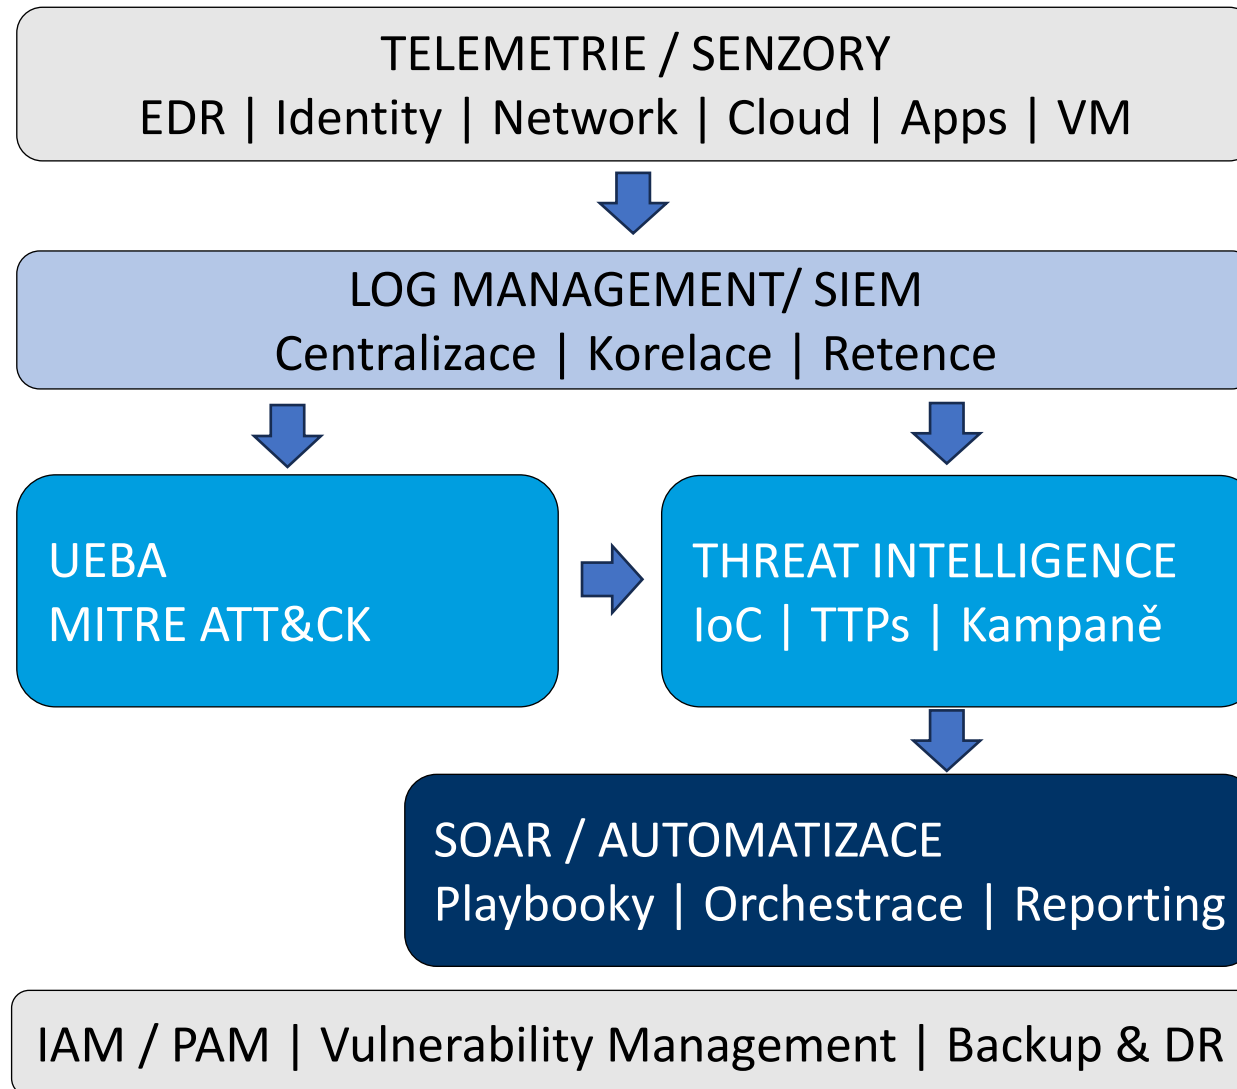 TELEMETRIE / SENZORY
EDR | Identity | Network | Cloud | Apps | VM
LOG MANAGEMENT/ SIEM
Centralizace | Korelace | Retence
UEBA
MITRE ATT&CK
THREAT INTELLIGENCE
IoC | TTPs | Kampaně
SOAR / AUTOMATIZACE
Playbooky | Orchestrace | Reporting
IAM / PAM | Vulnerability Management | Backup & DR